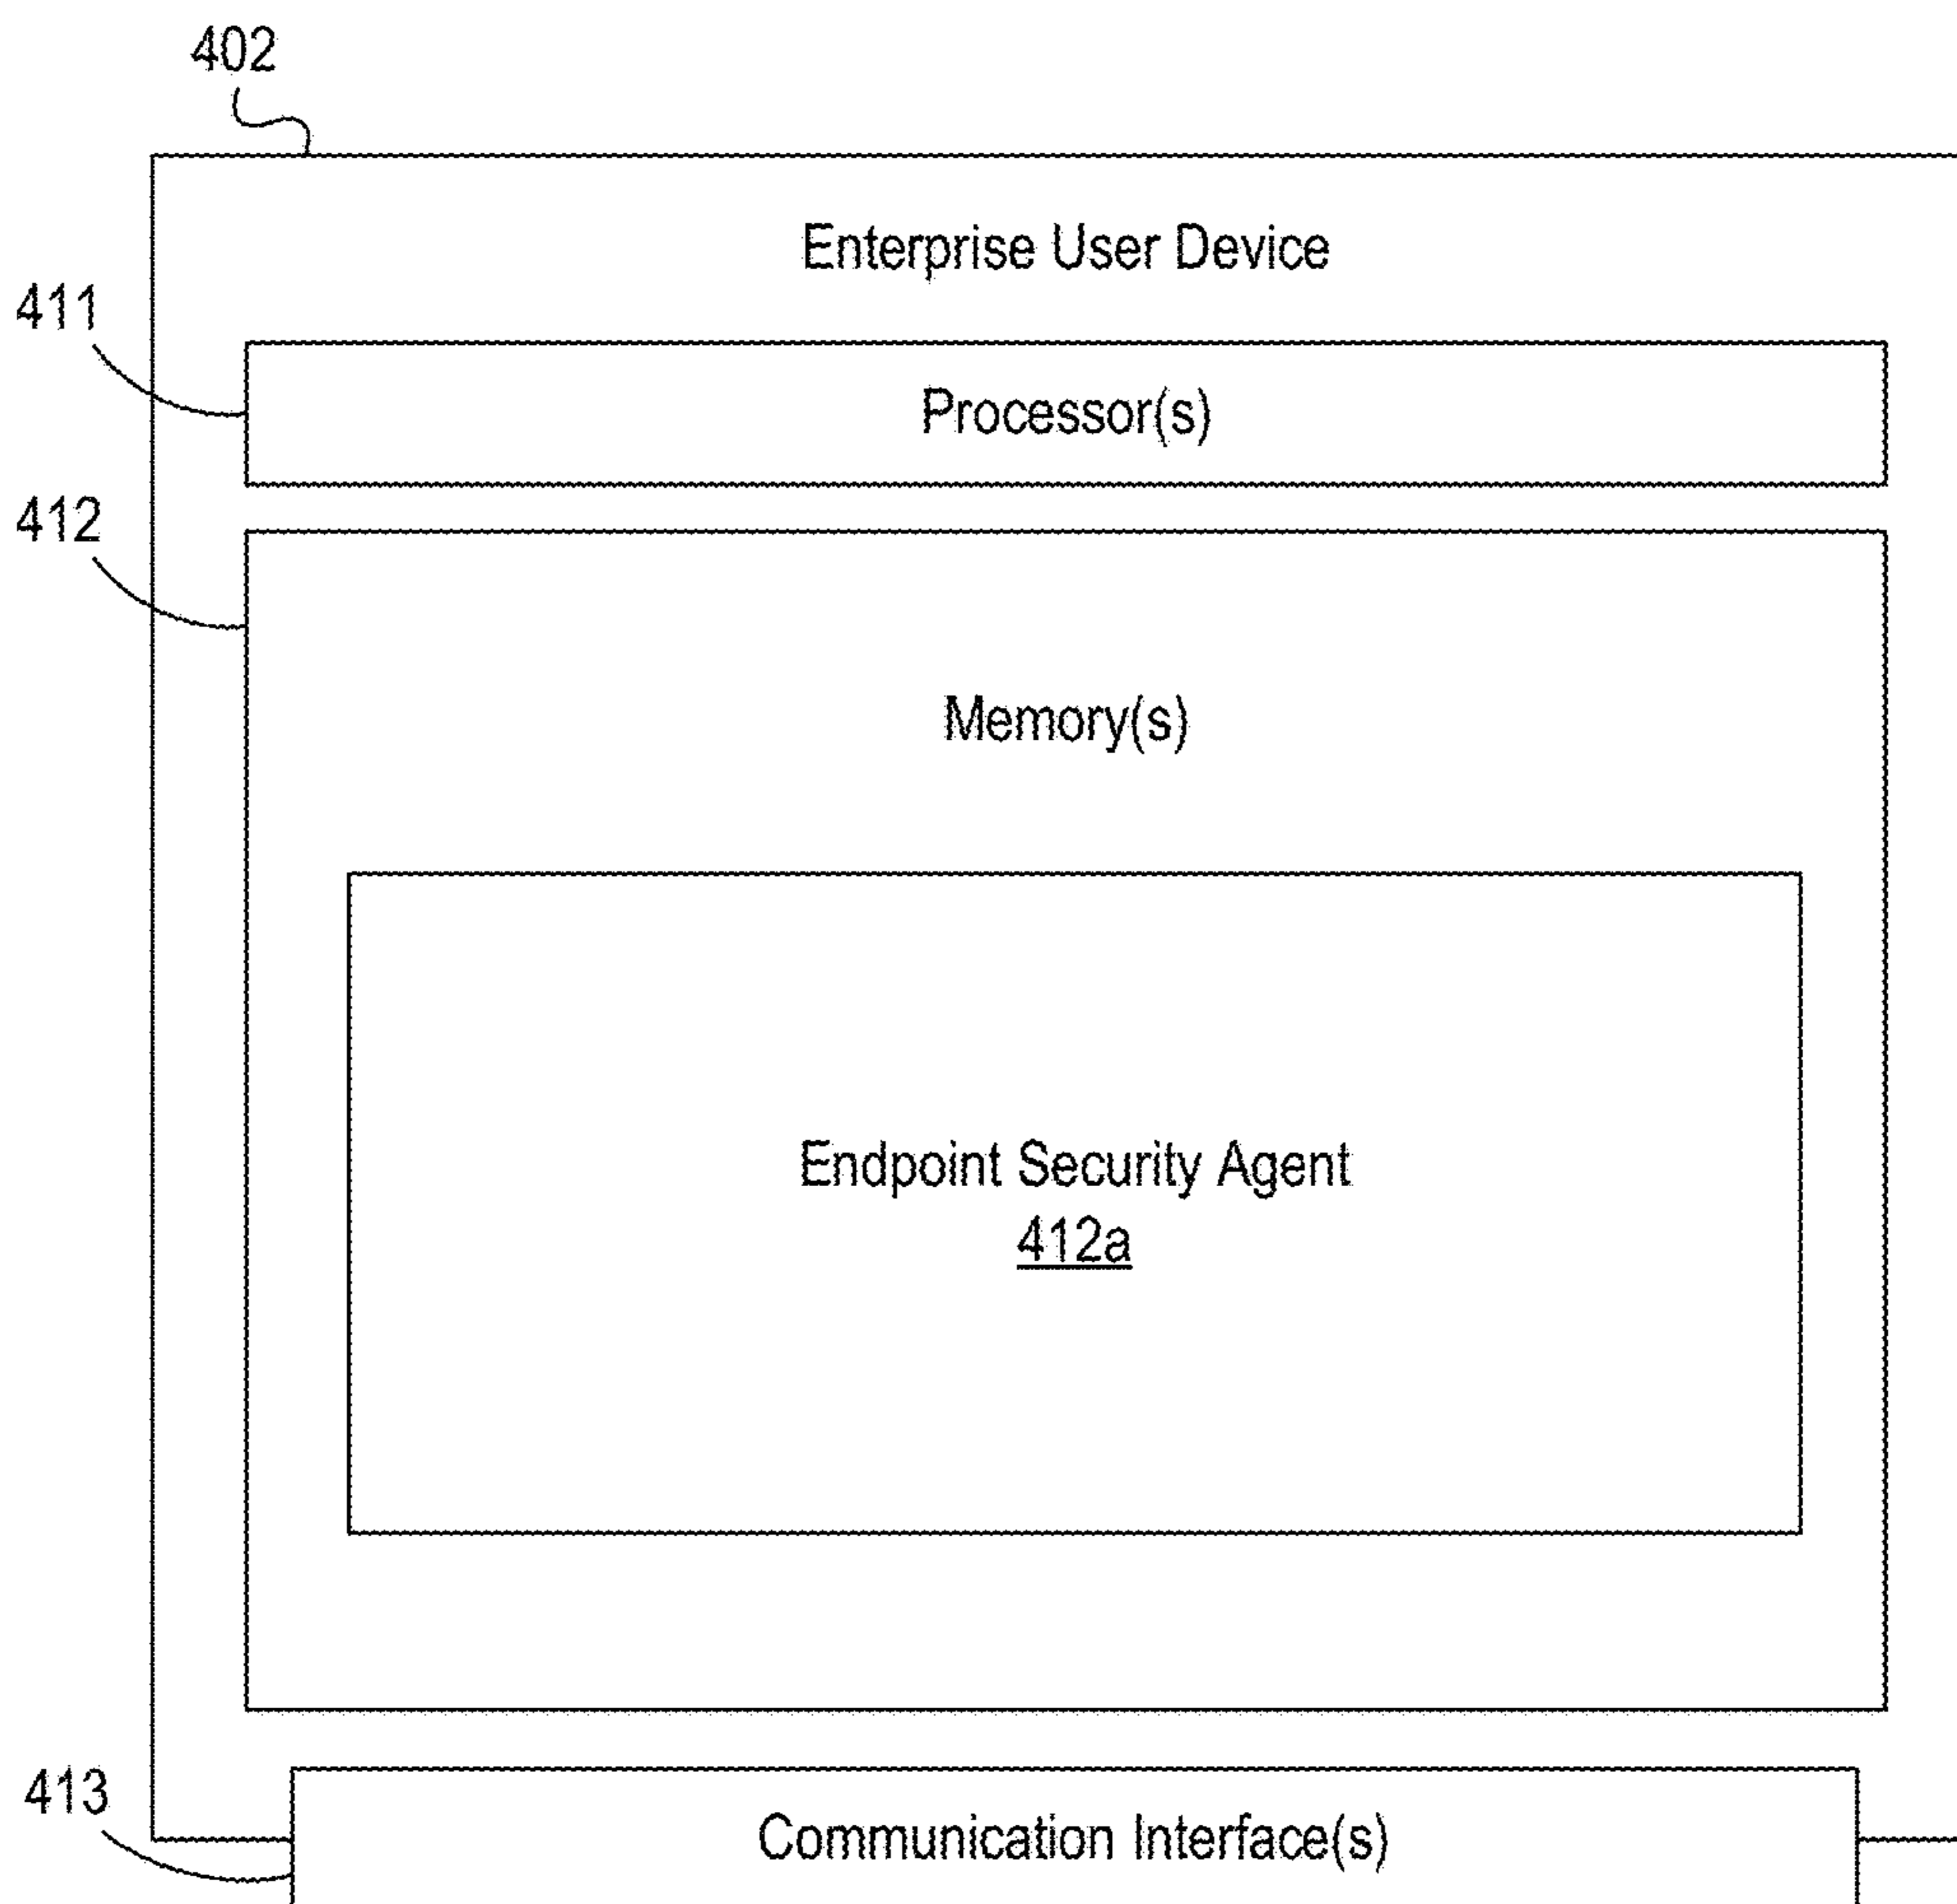 402
Enterprise User Device
411
Processor(s)
412
Memory(s)
Endpoint Security Agent
412a
413
Communication Interface(s)